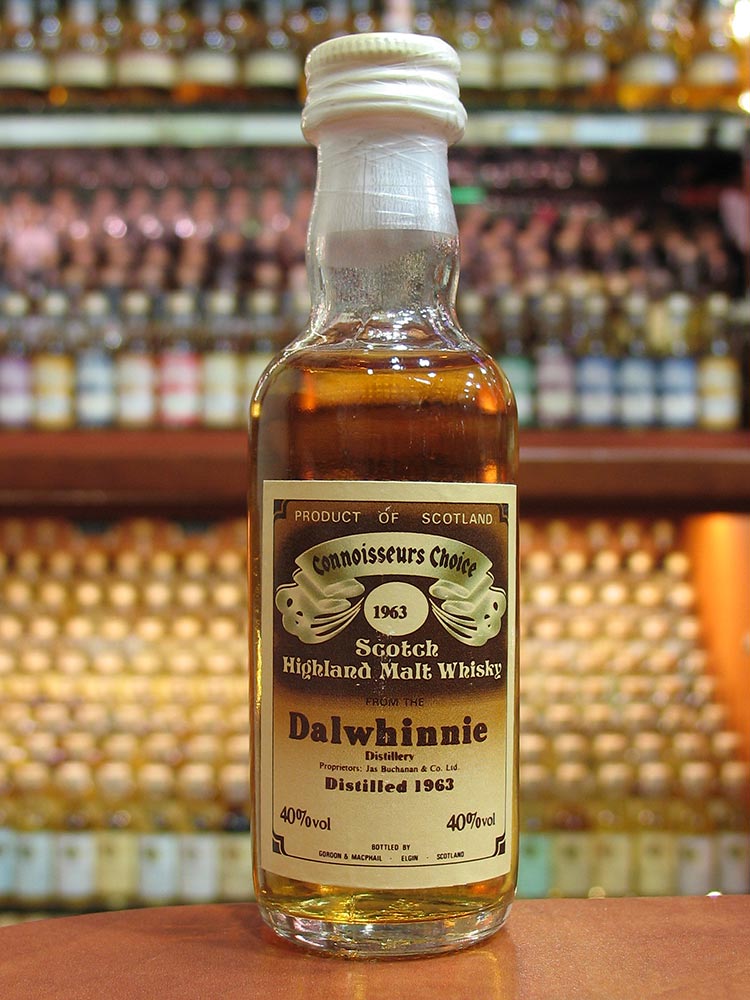 PRODUCT OF SCOTLAND
Connoisseurs Choice
1963
Scotch
Highland Malt Whisky
FROM THE
Dalwhinnie
Distillery
Proprietors: Jas Buchanan & Co. Ltd.
Distilled 1963
40%vol 40%vol
BOTTLED BY
GORDON & MACPHAIL · ELGIN · SCOTLAND